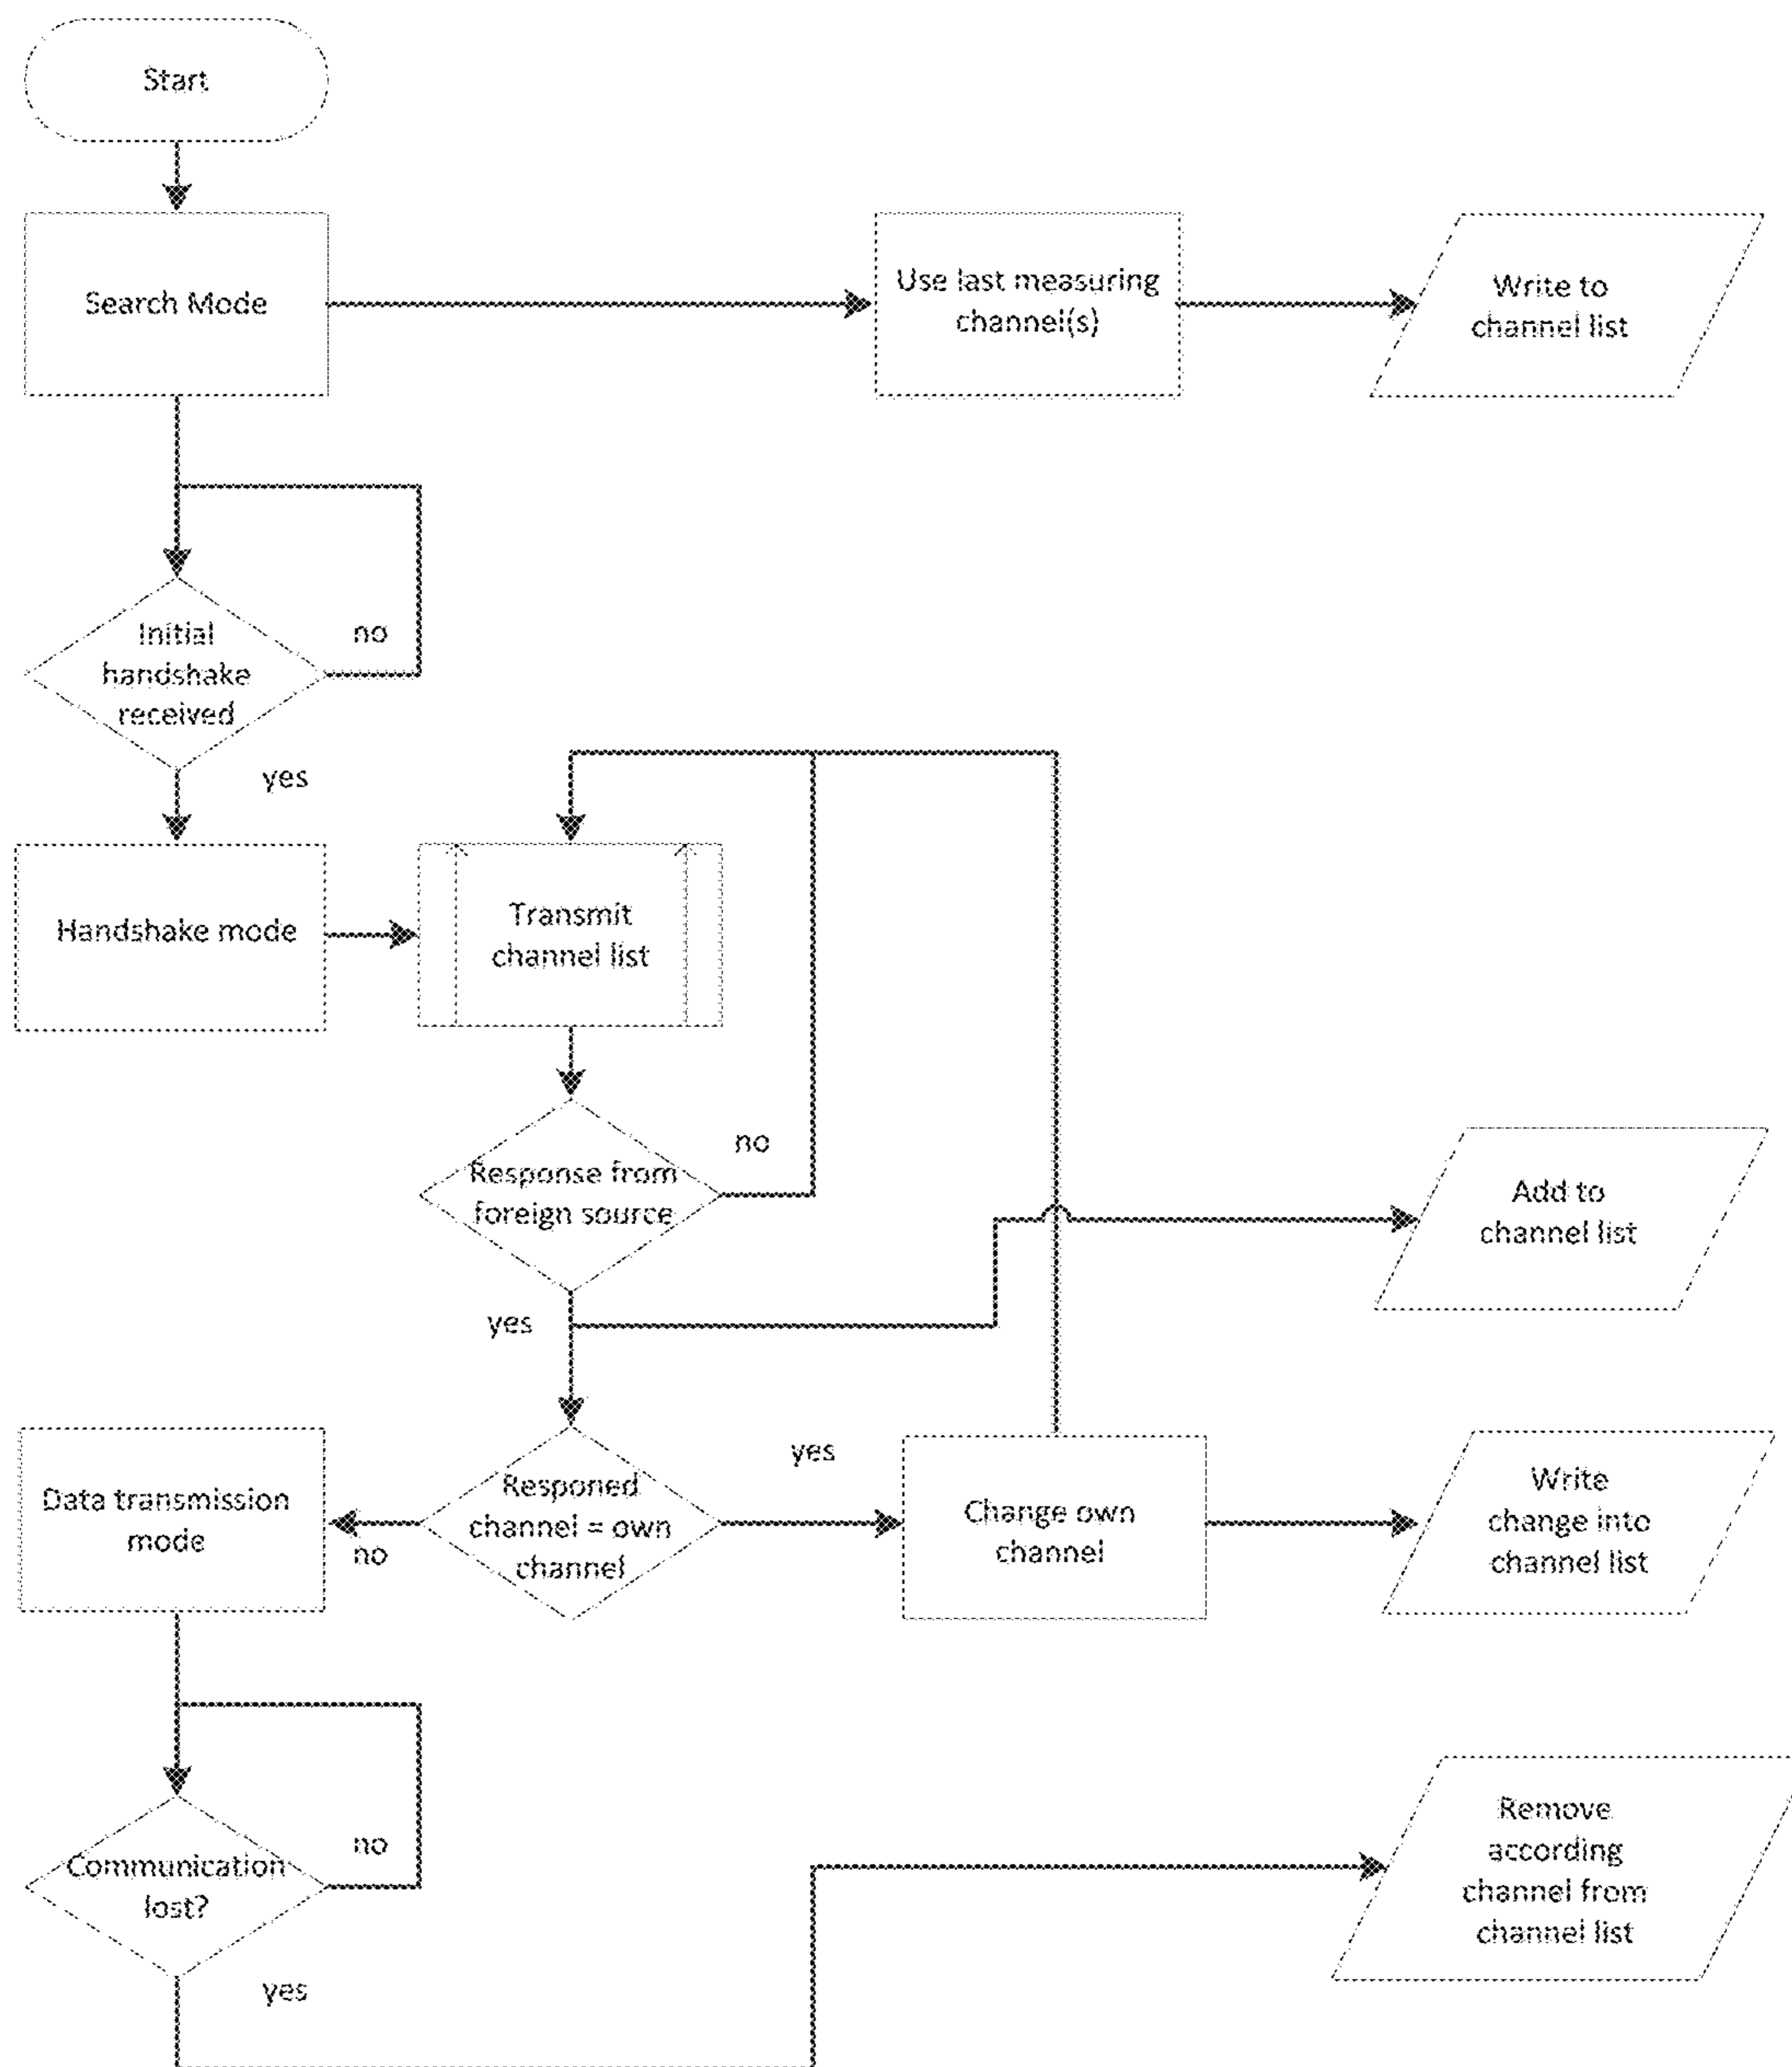 Start
Search Mode
Use last measuring
channel(s)
Write to
channel list
Initial
handshake
received
no
yes
Handshake mode
Transmit
channel list
Response from
foreign source
no
yes
Add to
channel list
Data transmission
mode
no
Responed
channel = own
channel
yes
Change own
channel
Write
change into
channel list
Communication
lost?
no
yes
Remove
according
channel from
channel list